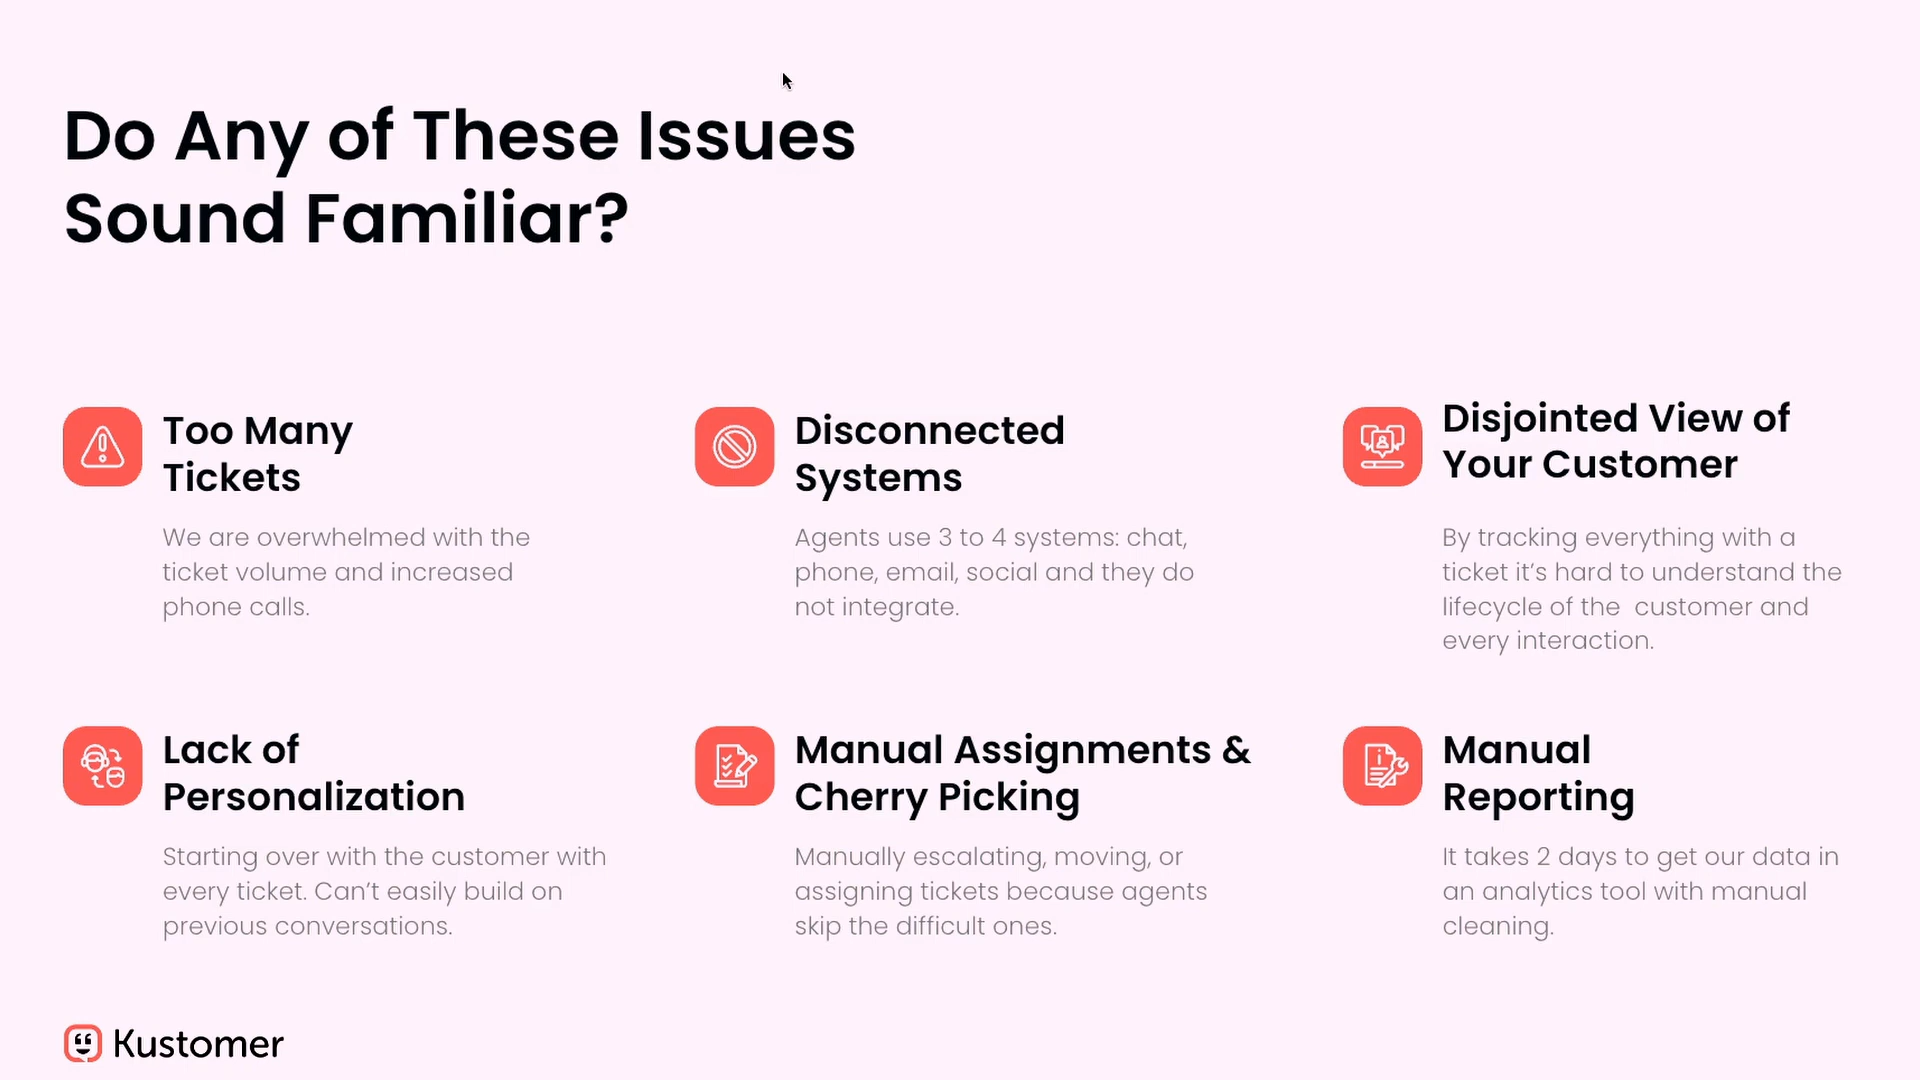 Do Any of These Issues
Sound Familiar?
Too Many
Tickets
We are overwhelmed with the
ticket volume and increased
phone calls.
Disconnected
Systems
Agents use 3 to 4 systems: chat,
phone, email, social and they do
not integrate.
Disjointed View of
Your Customer
By tracking everything with a
ticket it’s hard to understand the
lifecycle of the  customer and
every interaction.
Lack of
Personalization
Starting over with the customer with
every ticket. Can’t easily build on
previous conversations.
Manual Assignments &
Cherry Picking
Manually escalating, moving, or
assigning tickets because agents
skip the difficult ones.
Manual
Reporting
It takes 2 days to get our data in
an analytics tool with manual
cleaning.
Kustomer